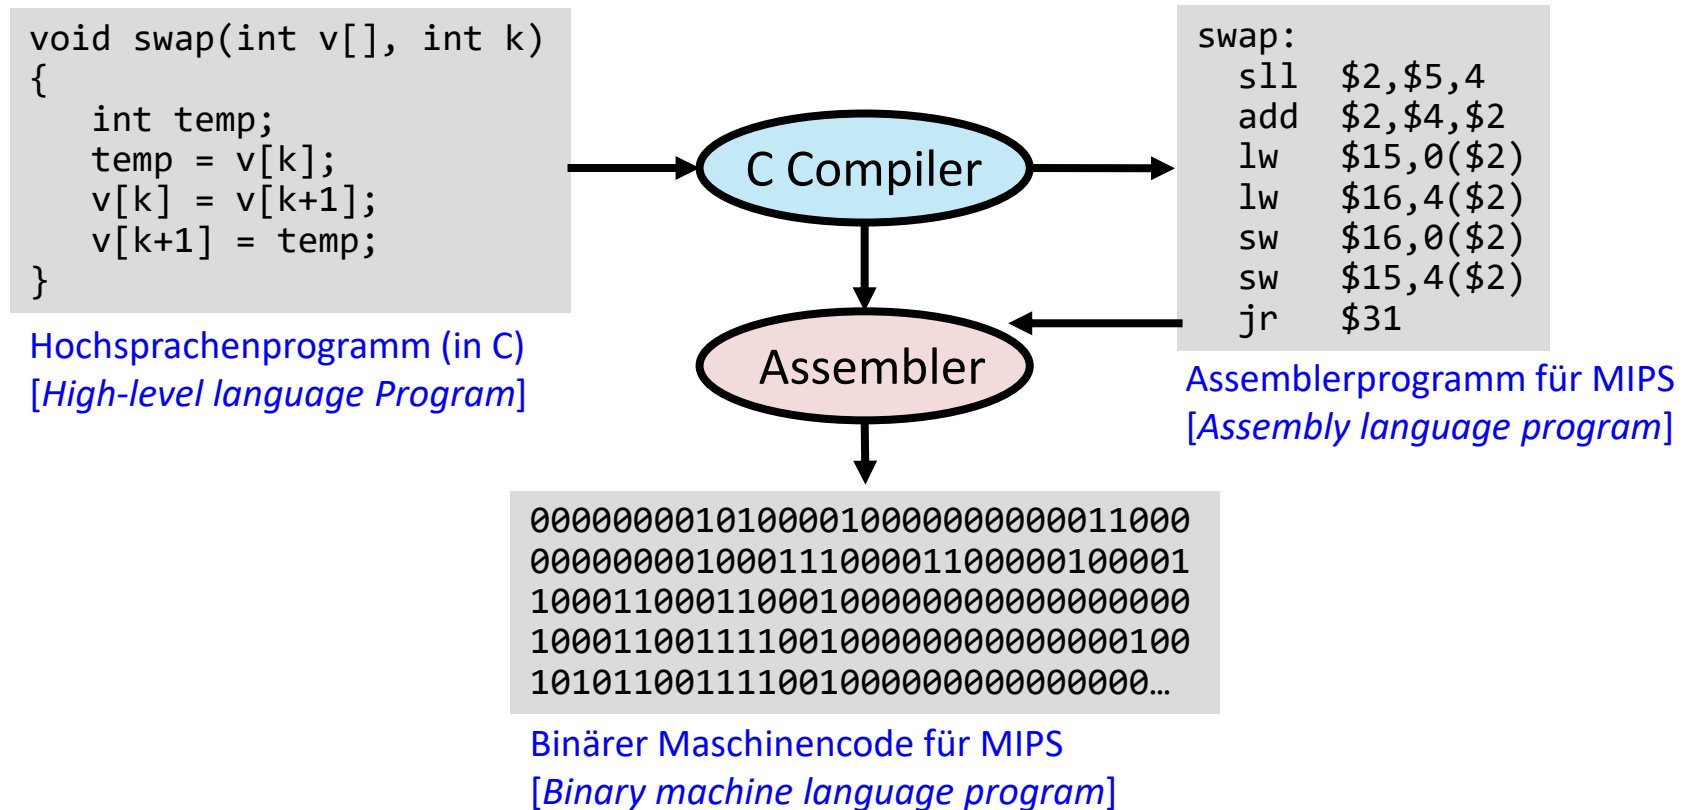 void swap(int v[], int k)
{
int temp;
temp = v[k];
v[k] = v[k+1];
v[k+1] = temp;
}
Hochsprachenprogramm (in C)
[High-level language Program]
C Compiler
Assembler
swap:
sll $2,$5,4
add $2,$4,$2
lw $15,0($2)
lw $16,4($2)
sw $16,0($2)
sw $15,4($2)
jr $31
Assemblerprogramm für MIPS
[Assembly language program]
00000000101000010000000000011000
00000000100011100001100000100001
10001100011000100000000000000000
10001100111100100000000000000100
101011001111001000000000000000…
Binärer Maschinencode für MIPS
[Binary machine language program]